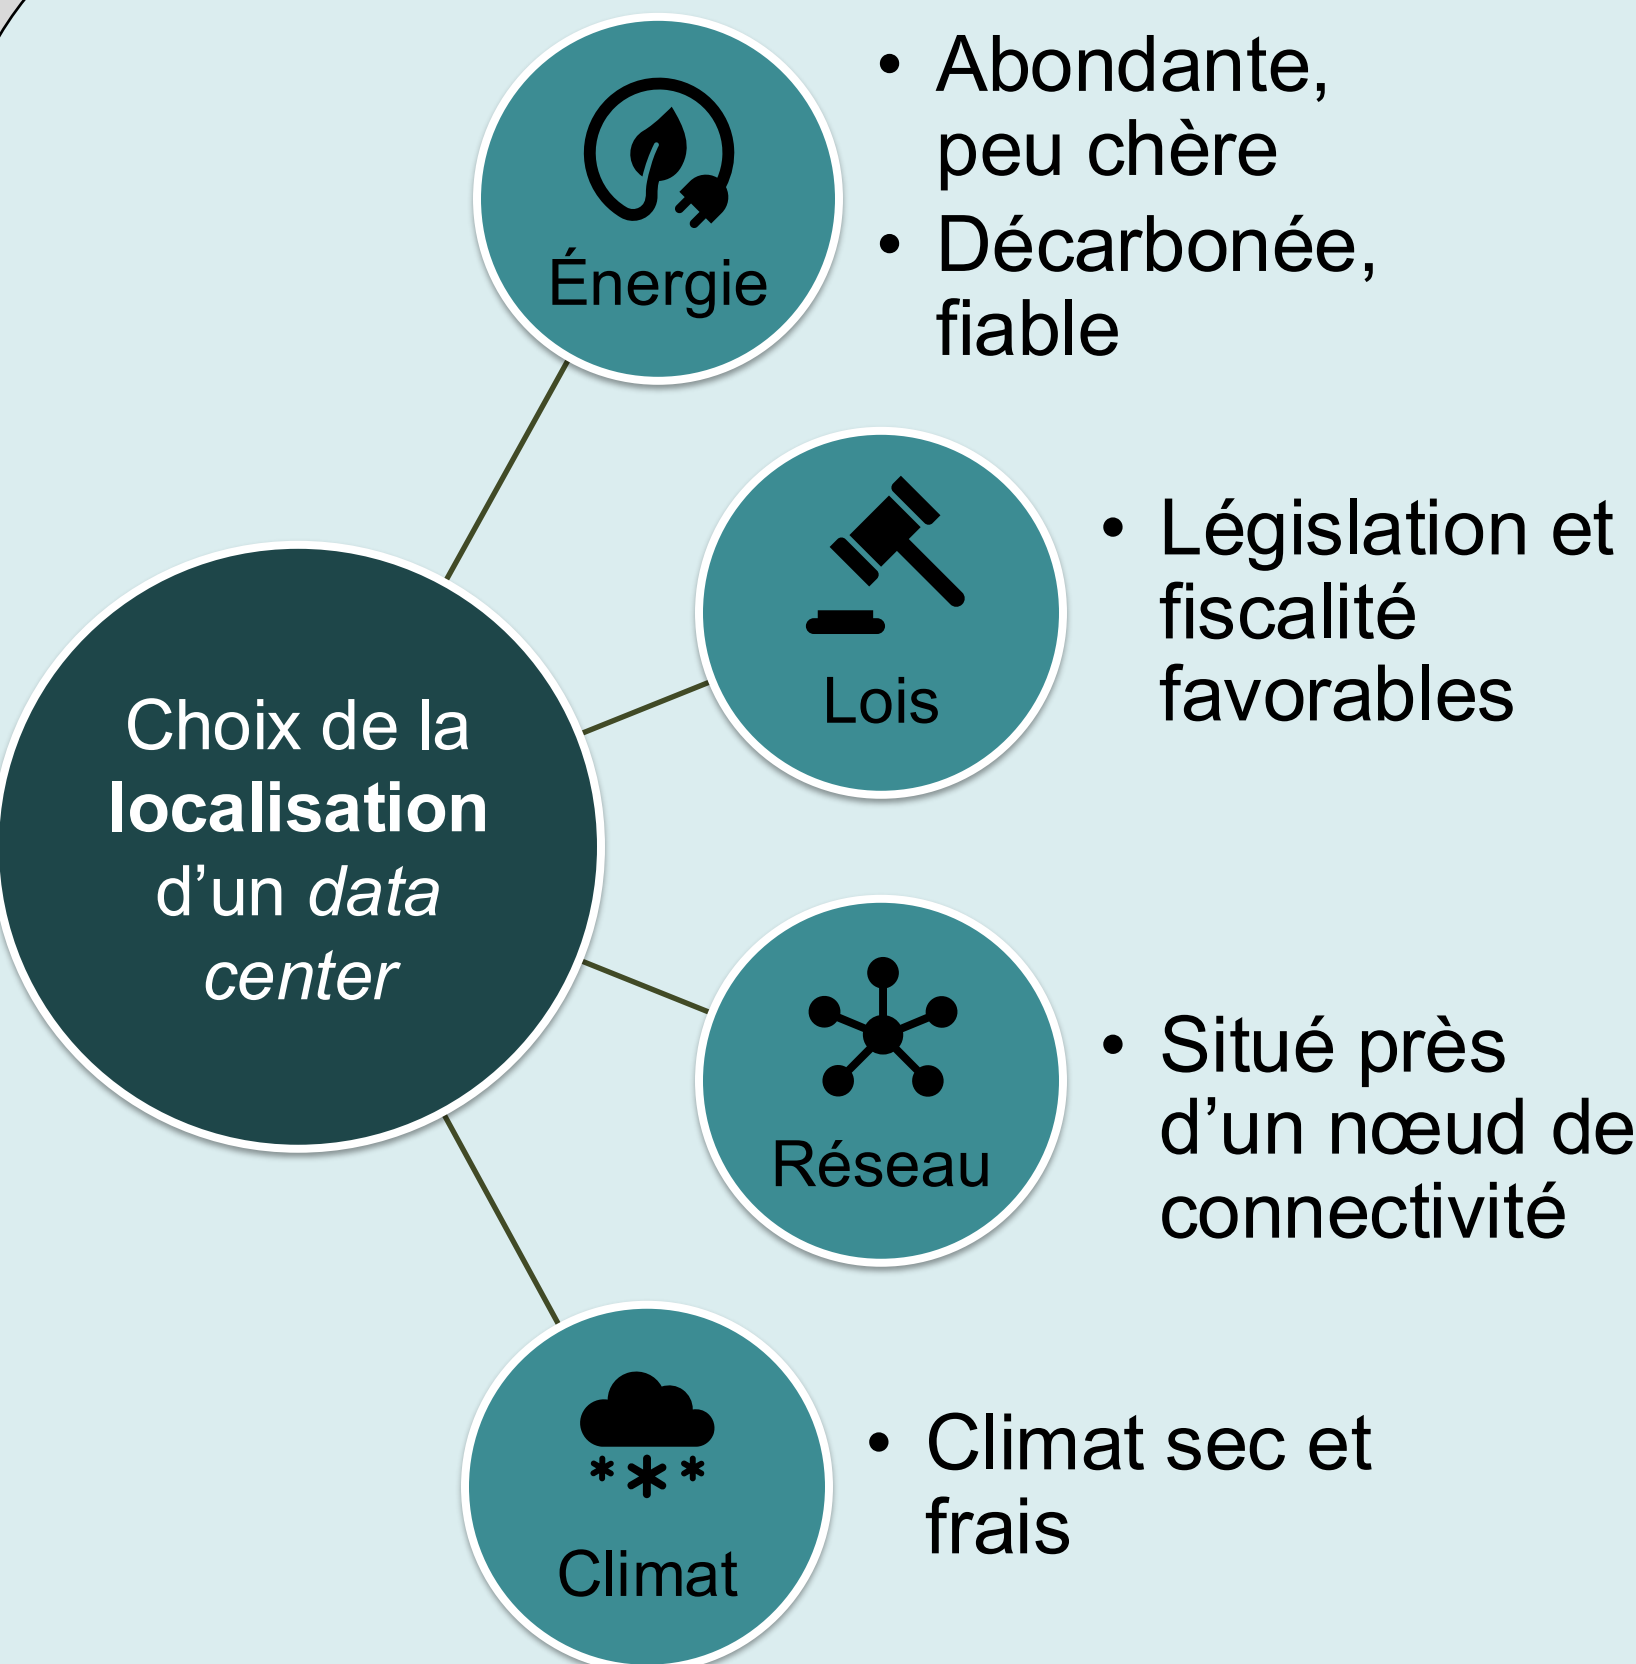 Abondante,
peu chère
Décarbonée,
fiable
Énergie
Législation et
fiscalité
favorables
Lois
Choix de la
localisation
d’un data
center
Situé près
d’un nœud de
connectivité
Réseau
Climat sec et
frais
Climat